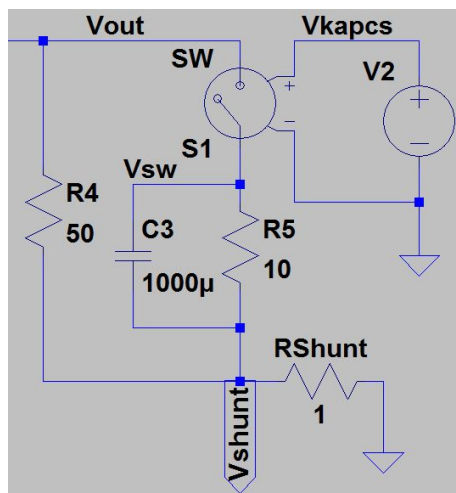 Vout
Vkapcs
SW
V2
+
−
+
−
S1
Vsw
R4
50
C3
1000µ
R5
10
RShunt
1
Vshunt